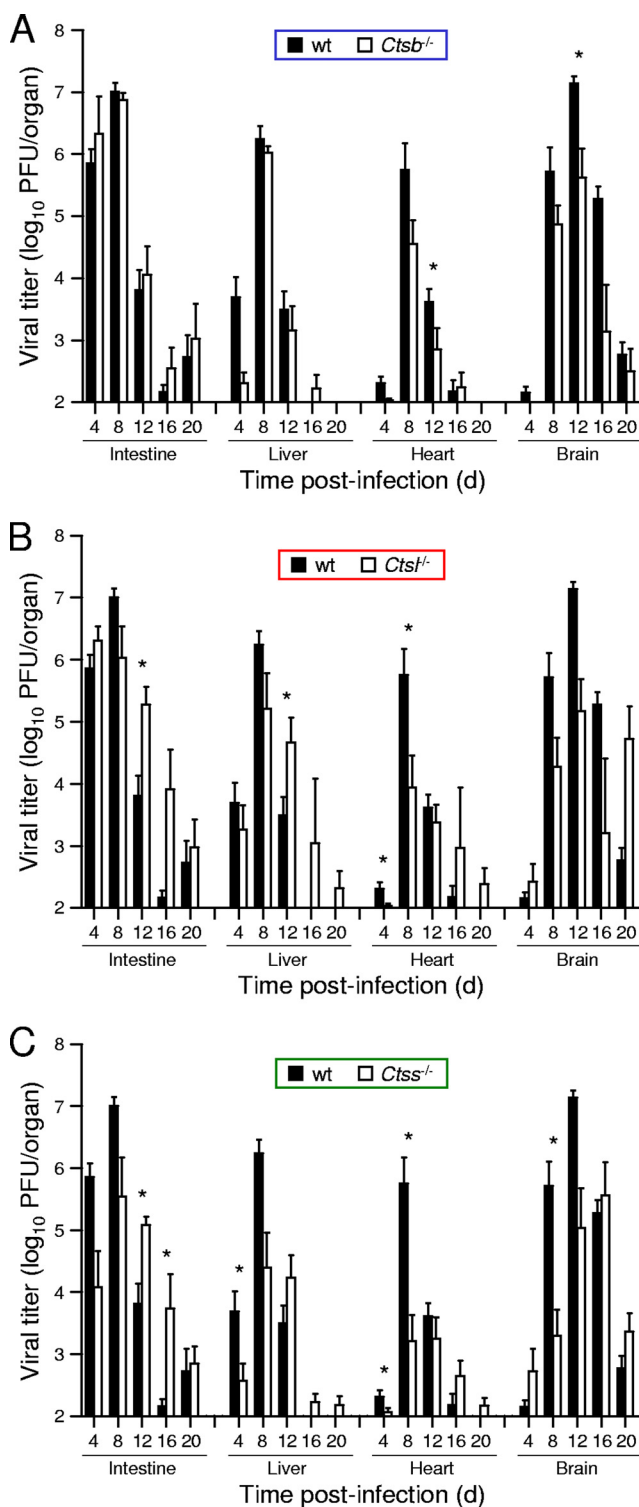 A
wt Ctsb-/-
Viral titer (log10 PFU/organ)
8
7
6
5
4
3
2
* *
4 8 12 16 20 4 8 12 16 20 4 8 12 16 20 4 8 12 16 20
Intestine Liver Heart Brain
Time post-infection (d)
B
wt Ctsl-/-
Viral titer (log10 PFU/organ)
8
7
6
5
4
3
2
* * * *
4 8 12 16 20 4 8 12 16 20 4 8 12 16 20 4 8 12 16 20
Intestine Liver Heart Brain
Time post-infection (d)
C
wt Ctss-/-
Viral titer (log10 PFU/organ)
8
7
6
5
4
3
2
* * * * * *
4 8 12 16 20 4 8 12 16 20 4 8 12 16 20 4 8 12 16 20
Intestine Liver Heart Brain
Time post-infection (d)